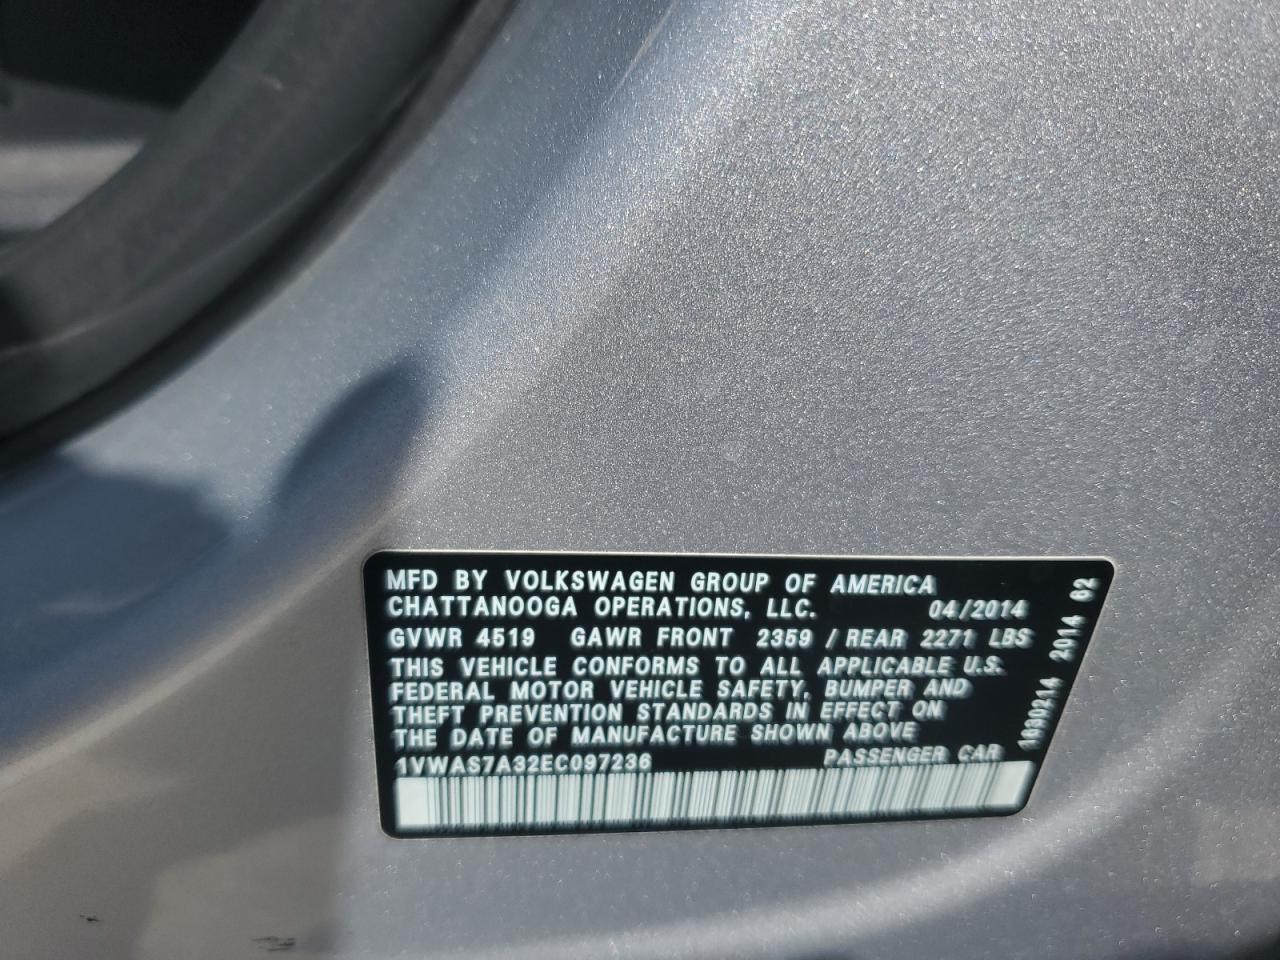 MFD BY VOLKSWAGEN GROUP OF AMERICA
CHATTANOOGA OPERATIONS, LLC. 04/2014
GVWR 4519 GAWR FRONT 2359 / REAR 2271 LBS
THIS VEHICLE CONFORMS TO ALL APPLICABLE U.S.
FEDERAL MOTOR VEHICLE SAFETY, BUMPER AND
THEFT PREVENTION STANDARDS IN EFFECT ON
THE DATE OF MANUFACTURE SHOWN ABOVE
1VWAS7A32EC097236 PASSENGER CAR
1030214 2014 02